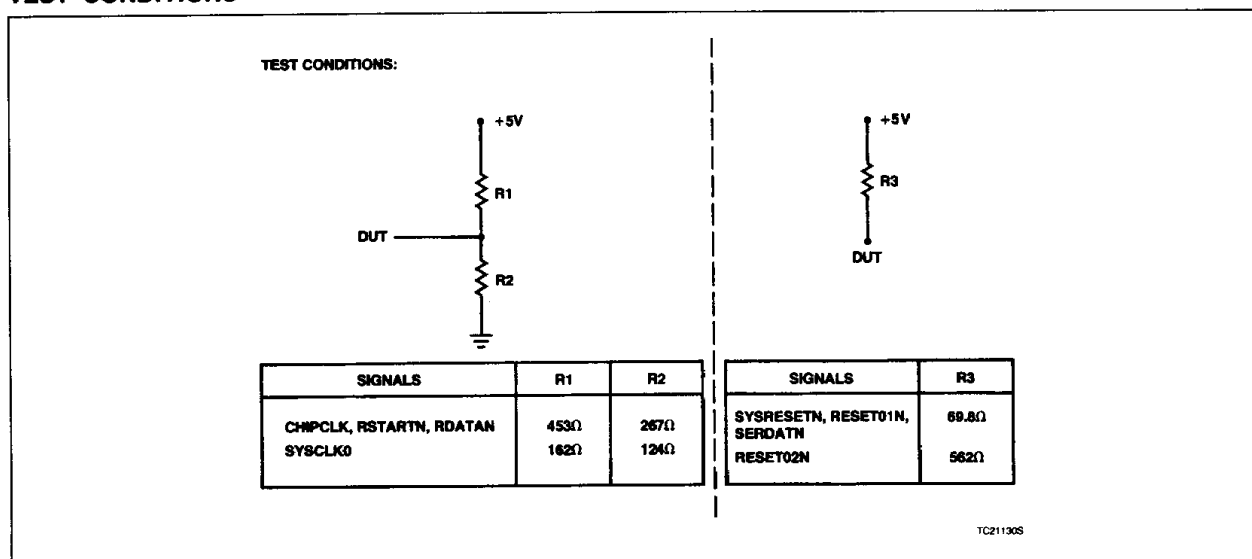 TEST CONDITIONS:
+5V
R1
DUT
R2
+5V
R3
DUT
SIGNALS R1 R2
CHIPCLK, RSTARTN, RDATAN 453Ω 267Ω
SYSCLK0 162Ω 124Ω
SIGNALS R3
SYSRESETN, RESET01N, 69.8Ω
SERDATN
RESET02N 562Ω
TC21130S